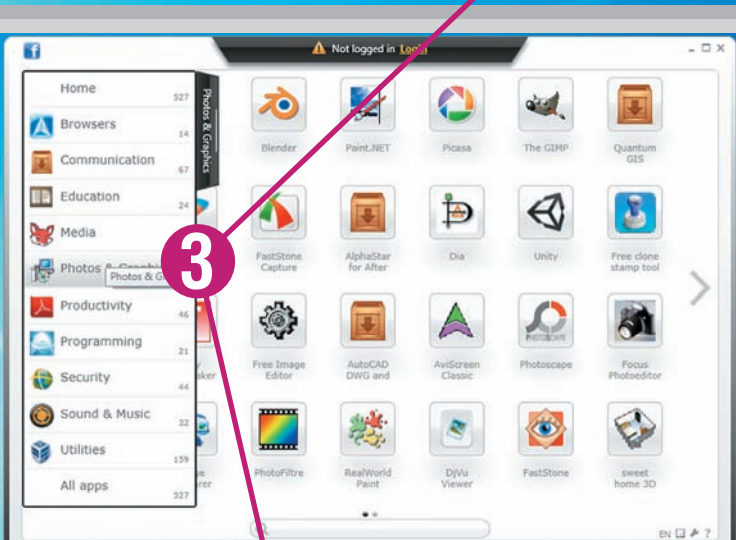 Not logged in Login
Home 527
Browsers 14
Communication 67
Education 24
Media
Photos & Graphics
Photos & G
Productivity 46
Programming 21
Security 44
Sound & Music 32
Utilities 159
All apps 527
Photos & Graphics
3
Blender
Paint.NET
Picasa
The GIMP
Quantum
GIS
FastStone
Capture
AlphaStar
for After
Dia
Unity
Free clone
stamp tool
Free Image
Editor
AutoCAD
DWG and
AviScreen
Classic
PHOTOSCAPE
Photoscape
Focus
Photoeditor
PhotoFiltre
RealWorld
Paint
DjVu
Viewer
FastStone
sweet
home 3D
EN ?